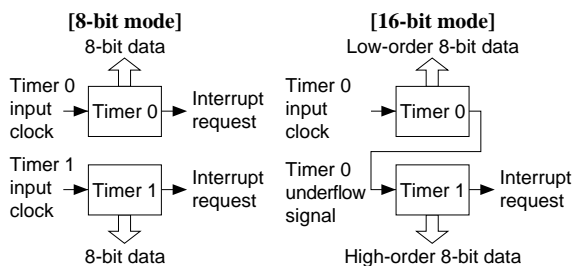 [8-bit mode]
8-bit data
Timer 0
input
clock
Timer 0
Interrupt
request
Timer 1
input
clock
Timer 1
Interrupt
request
8-bit data
[16-bit mode]
Low-order 8-bit data
Timer 0
input
clock
Timer 0
Timer 0
underflow
signal
Timer 1
Interrupt
request
High-order 8-bit data